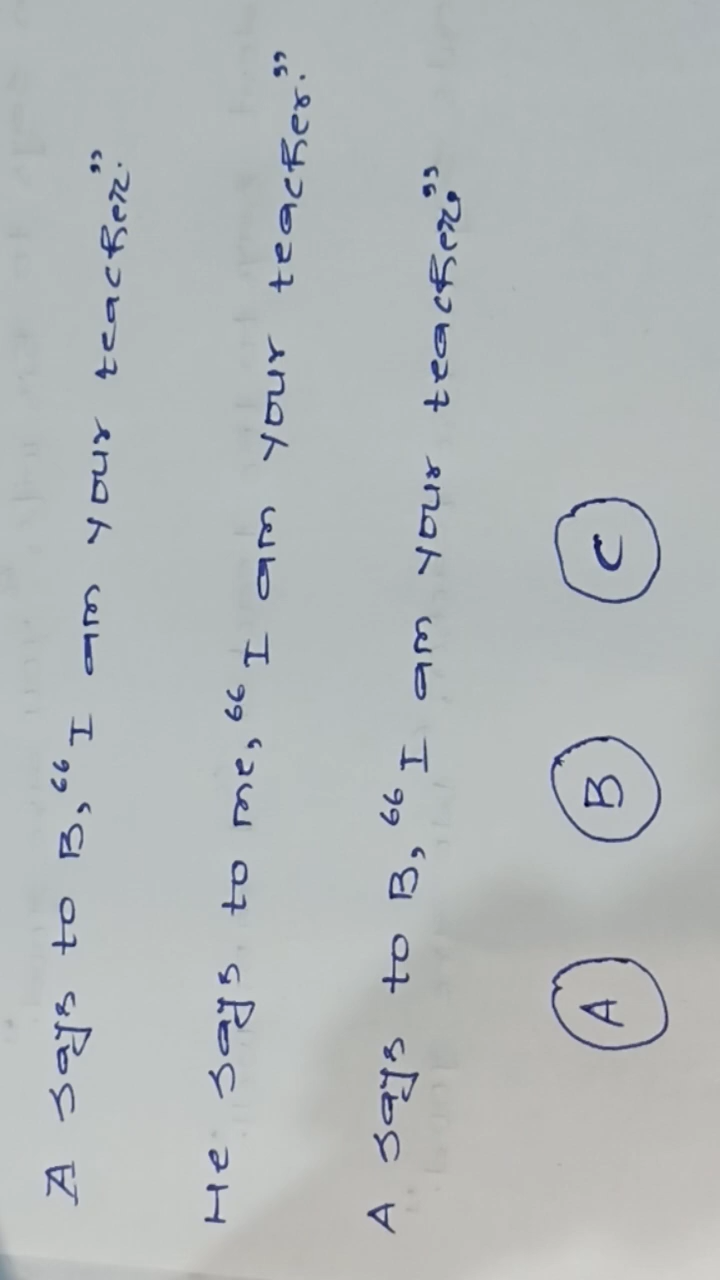 A says to B, "I am your teacher."
He says to me, "I am your teacher."
A says to B, "I am your teacher."
A B C